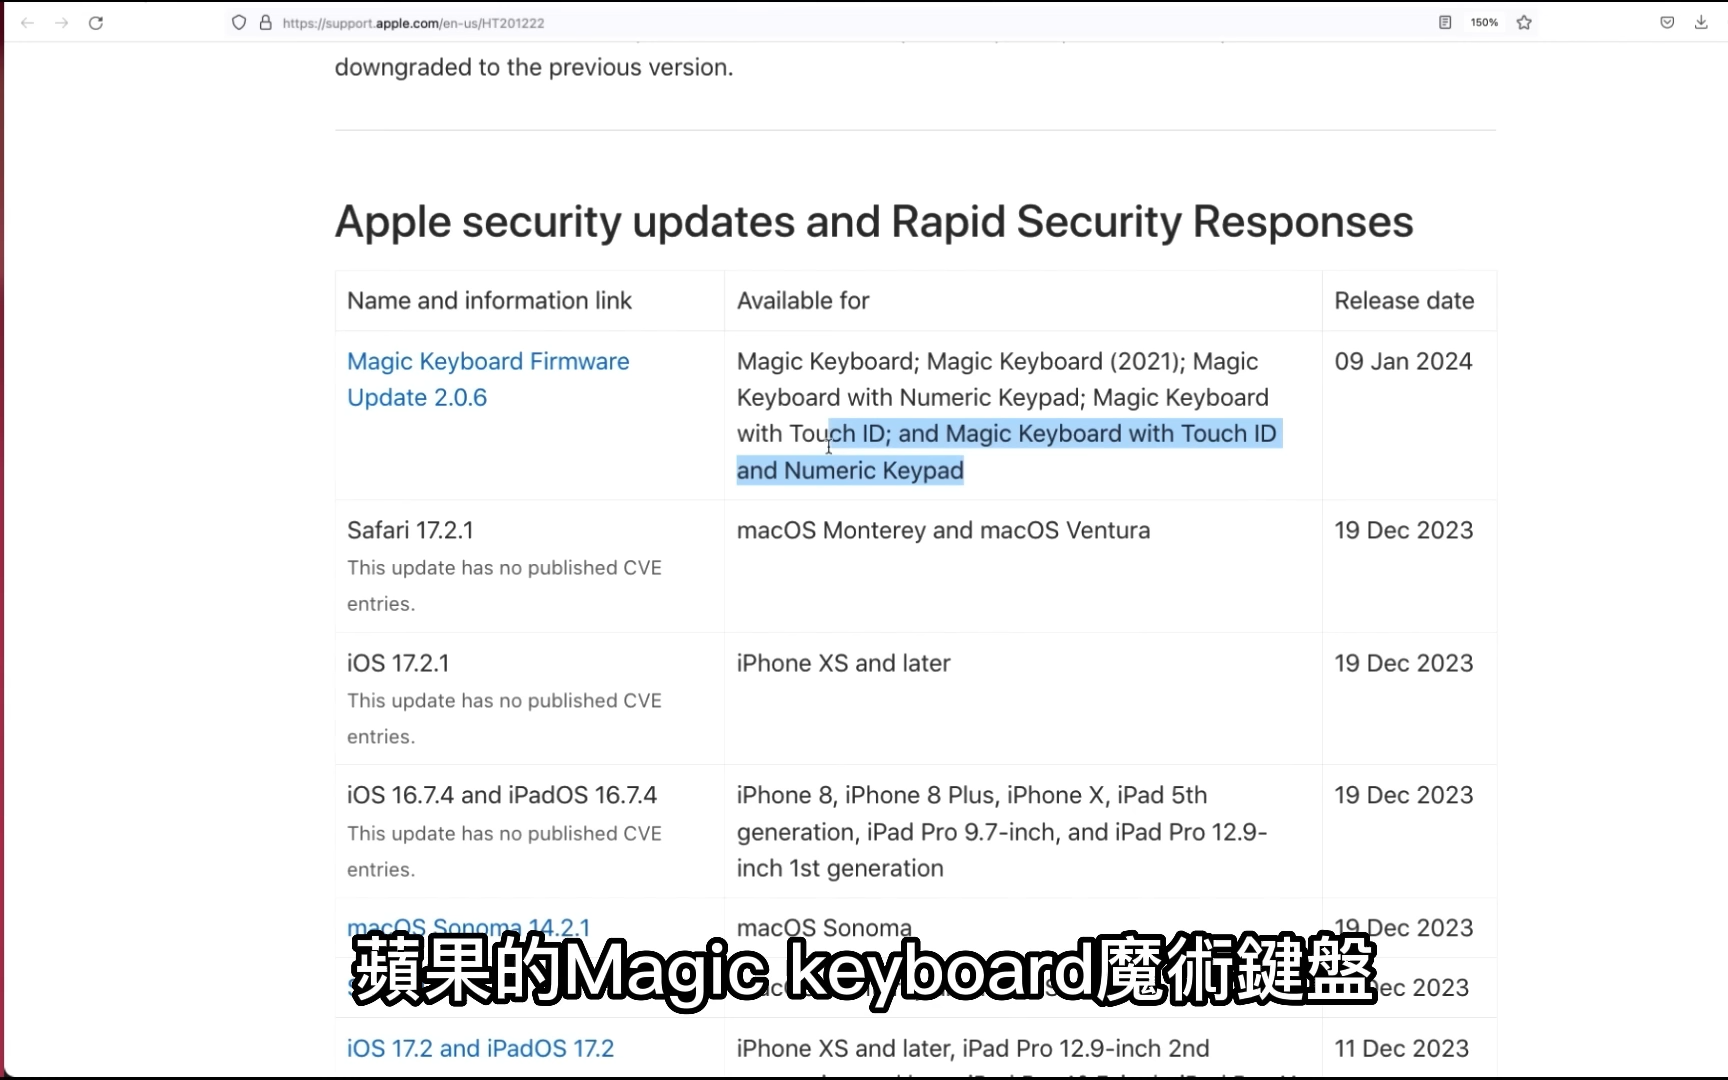 https://support.apple.com/en-us/HT201222
150%
downgraded to the previous version.
Apple security updates and Rapid Security Responses
Name and information link Available for Release date
Magic Keyboard Firmware Magic Keyboard; Magic Keyboard (2021); Magic 09 Jan 2024
Update 2.0.6 Keyboard with Numeric Keypad; Magic Keyboard
with Touch ID; and Magic Keyboard with Touch ID
and Numeric Keypad
Safari 17.2.1 macOS Monterey and macOS Ventura 19 Dec 2023
This update has no published CVE
entries.
iOS 17.2.1 iPhone XS and later 19 Dec 2023
This update has no published CVE
entries.
iOS 16.7.4 and iPadOS 16.7.4 iPhone 8, iPhone 8 Plus, iPhone X, iPad 5th 19 Dec 2023
This update has no published CVE generation, iPad Pro 9.7-inch, and iPad Pro 12.9-
entries. inch 1st generation
macOS Sonoma 14.2.1 macOS Sonoma 19 Dec 2023
蘋果的Magic keyboard魔術鍵盤
2023
iOS 17.2 and iPadOS 17.2 iPhone XS and later, iPad Pro 12.9-inch 2nd 11 Dec 2023